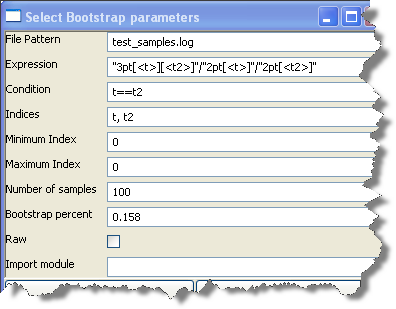 Select Bootstrap parameters
File Pattern test_samples.log
Expression "3pt[<t>][<t2>]"/"2pt[<t>]"/"2pt[<t2>]"
Condition t==t2
Indices t, t2
Minimum Index 0
Maximum Index 0
Number of samples 100
Bootstrap percent 0.158
Raw
Import module